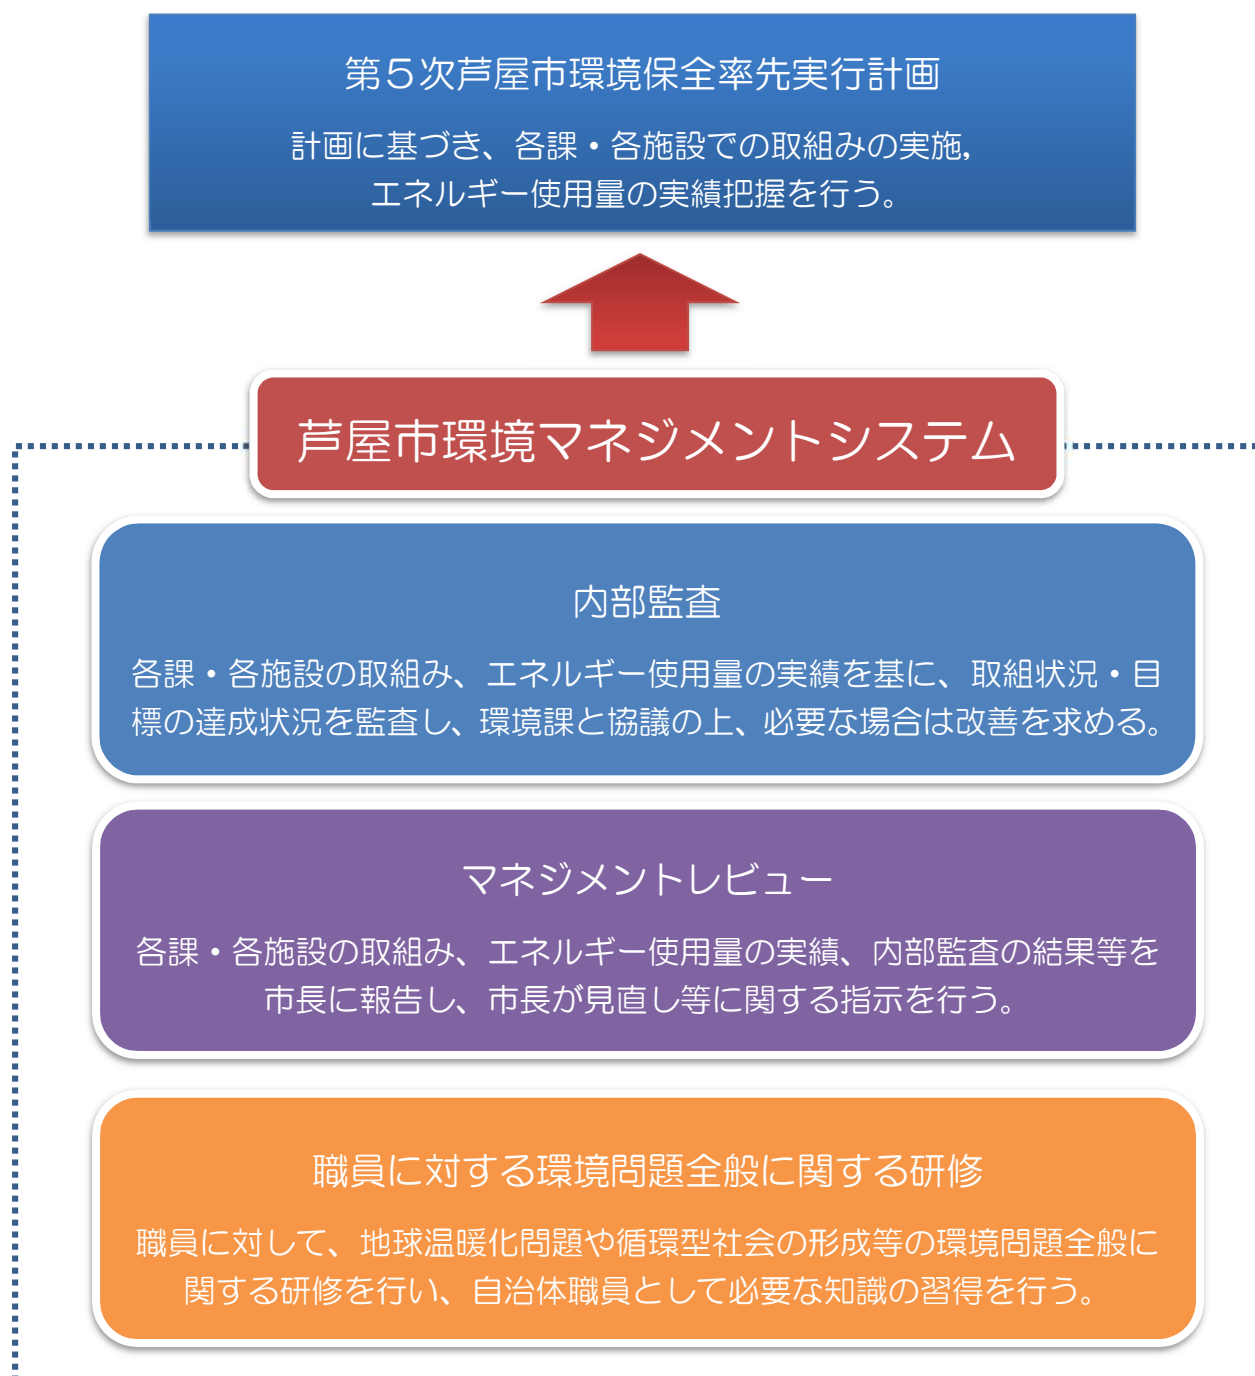 第５次芦屋市環境保全率先実行計画
計画に基づき、各課・各施設での取組みの実施,
エネルギー使用量の実績把握を行う。
芦屋市環境マネジメントシステム
内部監査
各課・各施設の取組み、エネルギー使用量の実績を基に、取組状況・目
標の達成状況を監査し、環境課と協議の上、必要な場合は改善を求める。
マネジメントレビュー
各課・各施設の取組み、エネルギー使用量の実績、内部監査の結果等を
市長に報告し、市長が見直し等に関する指示を行う。
職員に対する環境問題全般に関する研修
職員に対して、地球温暖化問題や循環型社会の形成等の環境問題全般に
関する研修を行い、自治体職員として必要な知識の習得を行う。